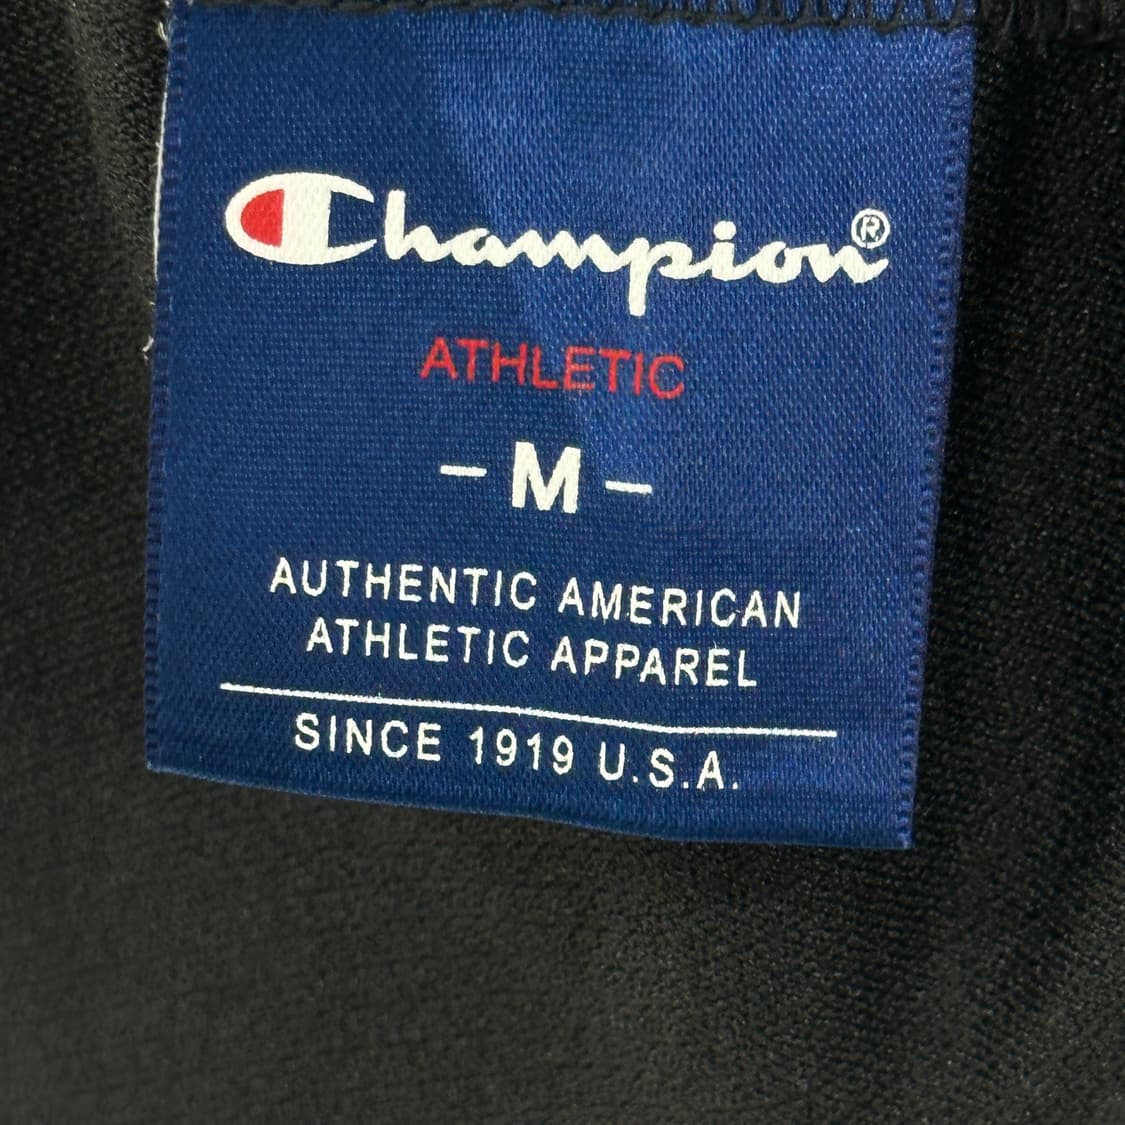 Champion®
ATHLETIC
- M -
AUTHENTIC AMERICAN
ATHLETIC APPAREL
SINCE 1919 U.S.A.